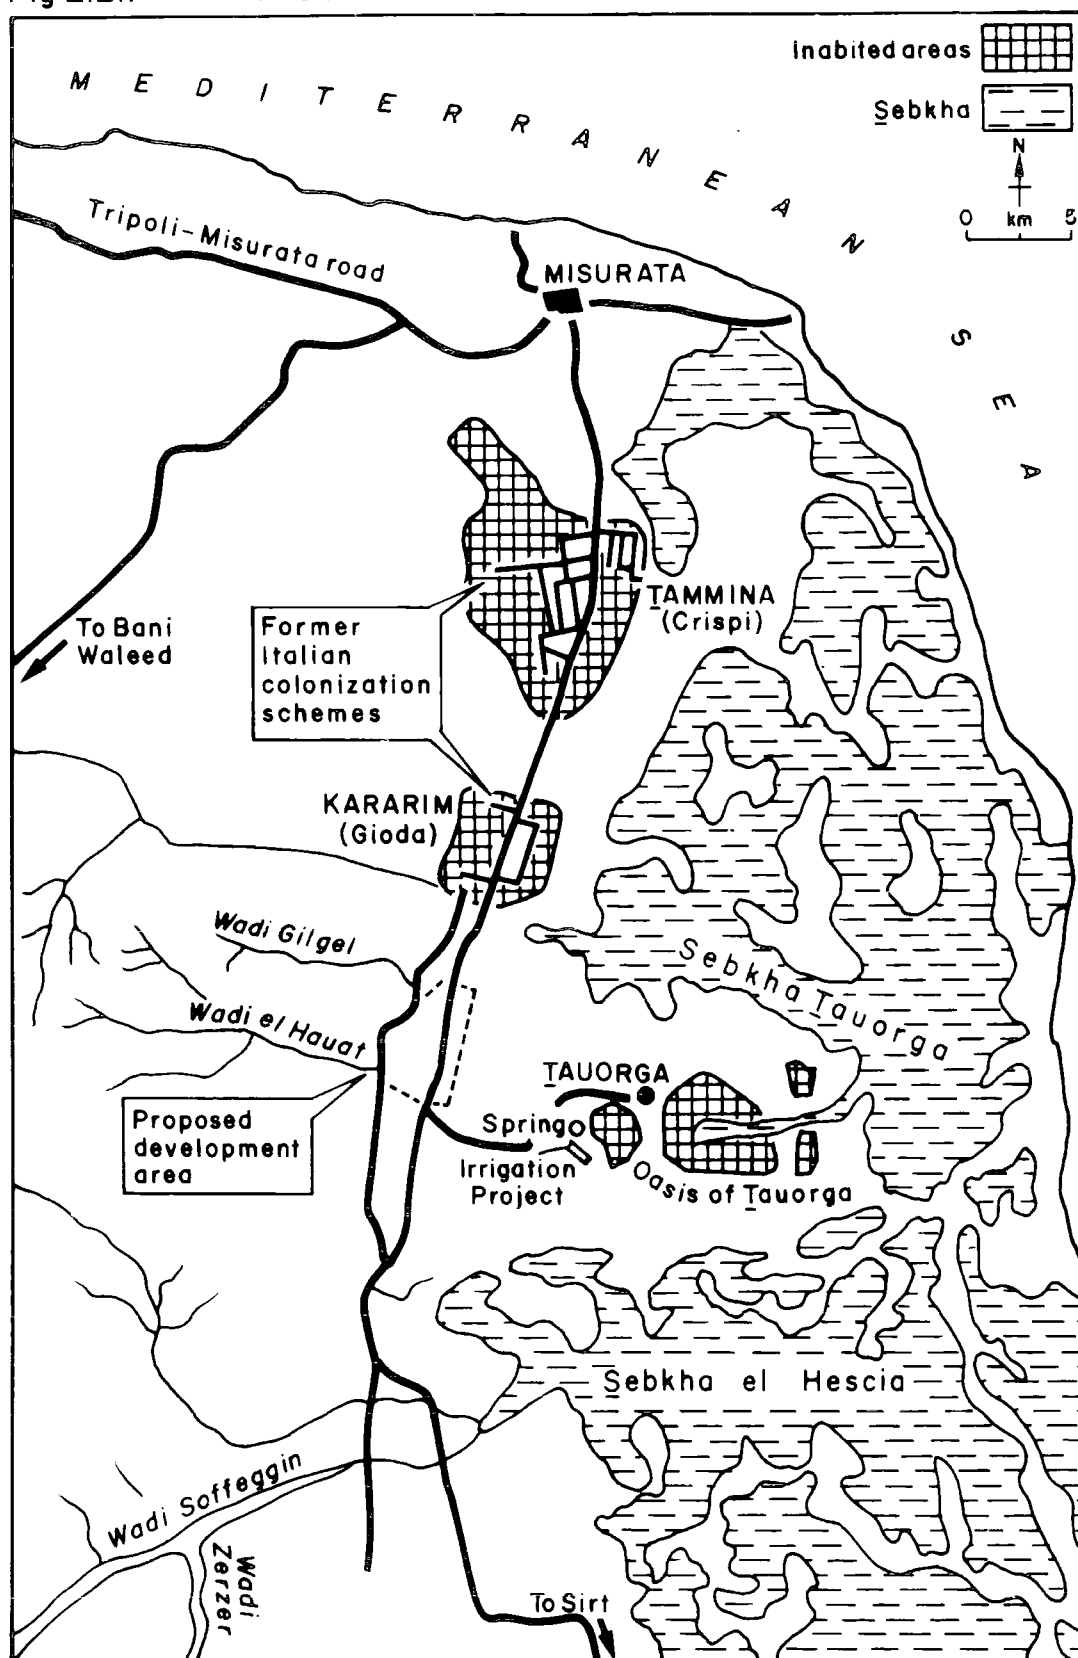 Inabited areas
Sebkha
N
0 km 5
MEDITERRANEAN SEA
Tripoli-Misurata road
MISURATA
TAMMINA
(Crispi)
To Bani
Waleed
Former
Italian
colonization
schemes
KARARIM
(Gioda)
Wadi Gilgel
Wadi el Hauat
Sebkha Tauorga
TAUORGA
Proposed
development
area
Spring
Irrigation
Project
Oasis of Tauorga
Sebkha el Hescia
Wadi Soffeggin
Wadi
Zerzer
To Sirt